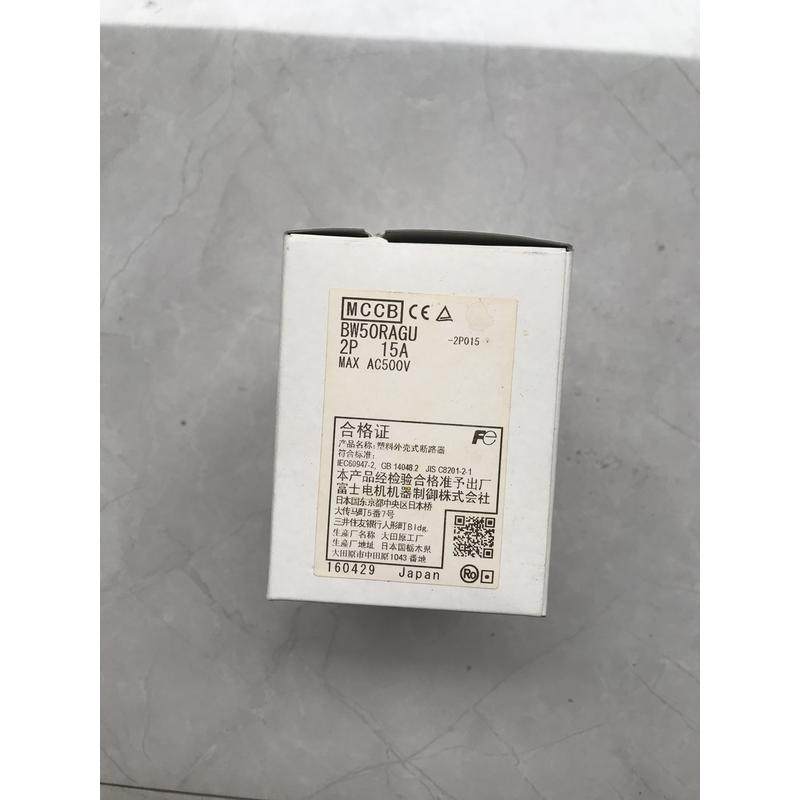 MCCB CE
BW50RAGU -2P015
2P 15A
MAX AC500V
合格证 Fe
产品名称: 塑料外壳式断路器
符合标准:
IEC60947-2, GB 14048.2 JIS C8201-2-1
本产品经检验合格准予出厂
富士电机机器制御株式会社
日本国东京都中央区日本桥
大传马町5番7号
三井住友银行人形町Bldg.
生産厂名称 大田原工厂
生産厂地址 日本国栃木県
大田原市中田原1043番地
160429 Japan Ro